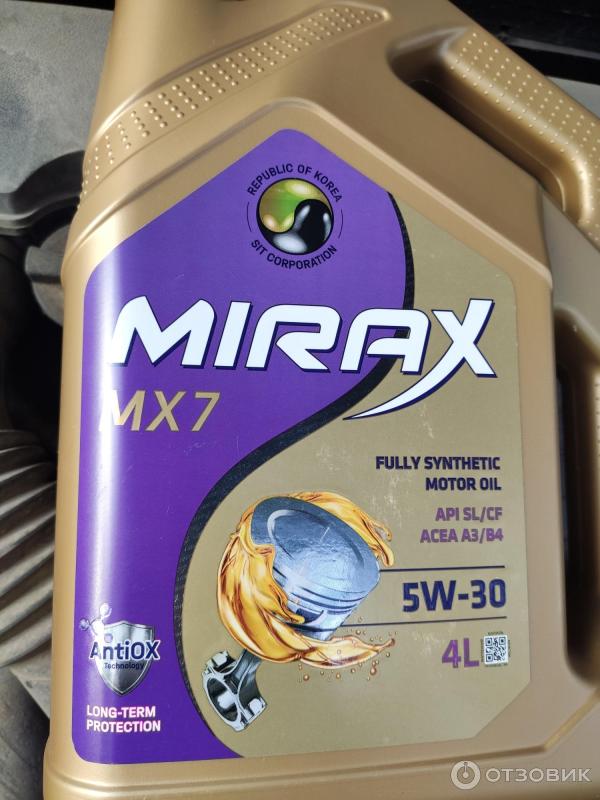 REPUBLIC OF KOREA
SIT CORPORATION
MIRAX
MX7
FULLY SYNTHETIC
MOTOR OIL
API SL/CF
ACEA A3/B4
5W-30
4L
AntiOX
Technology
LONG-TERM
PROTECTION
ОТЗОВИК